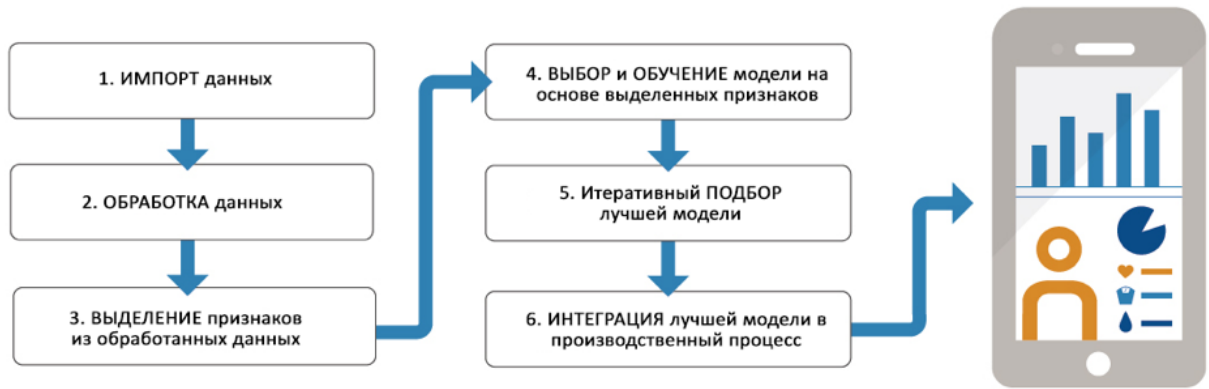 1. ИМПОРТ данных
2. ОБРАБОТКА данных
3. ВЫДЕЛЕНИЕ признаков
из обработанных данных
4. ВЫБОР и ОБУЧЕНИЕ модели на
основе выделенных признаков
5. Итеративный ПОДБОР
лучшей модели
6. ИНТЕГРАЦИЯ лучшей модели в
производственный процесс